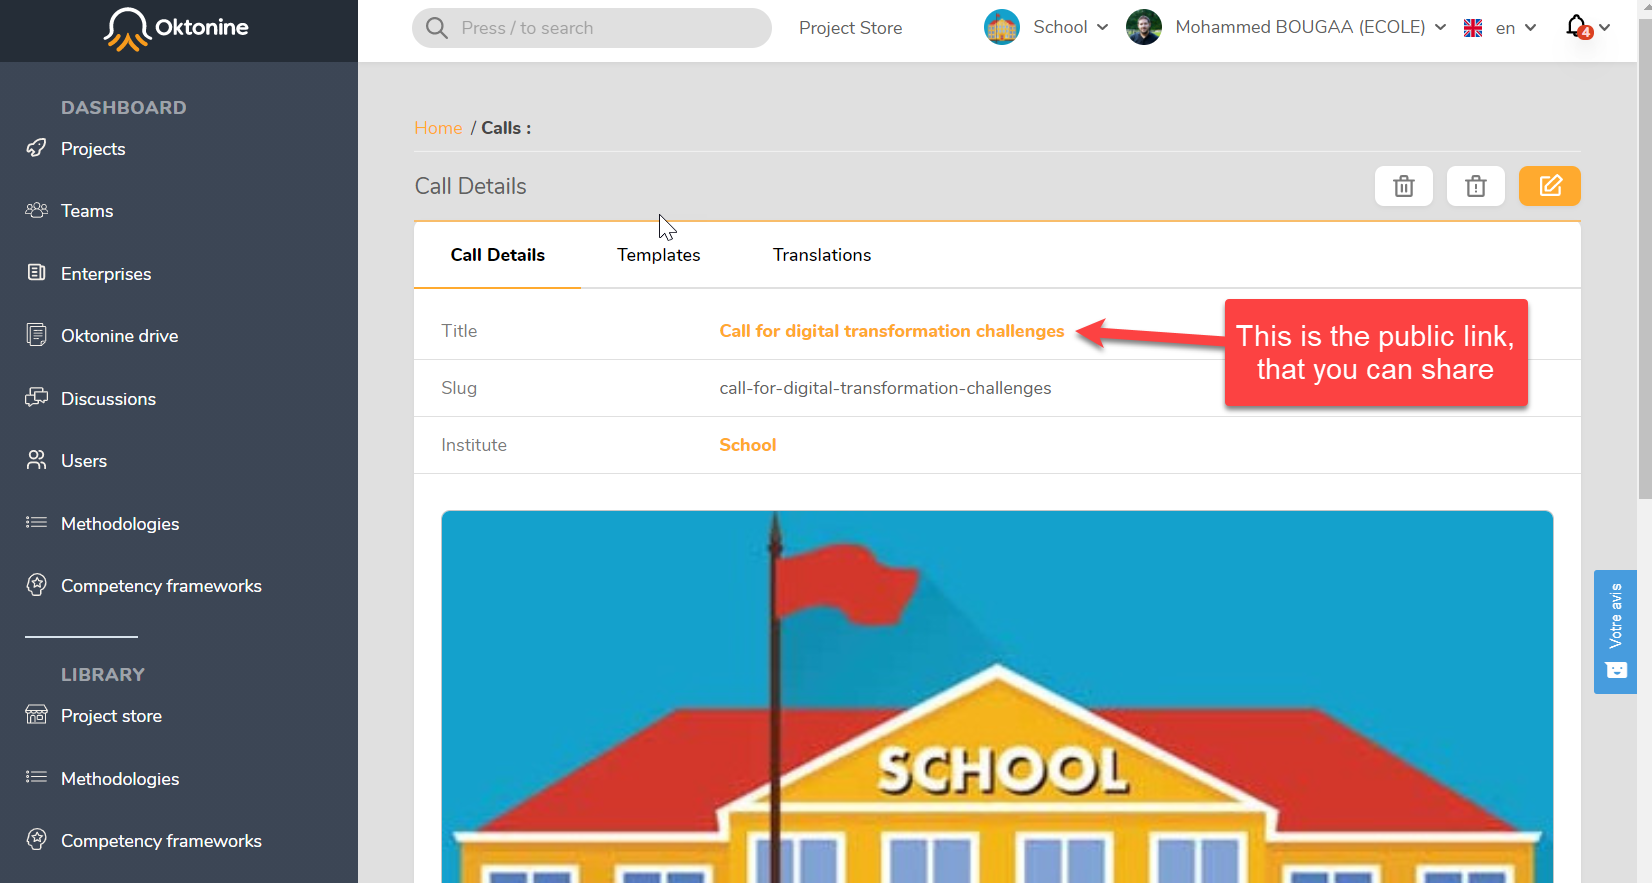 Oktonine
Press / to search
Project Store
School
Mohammed BOUGAA (ECOLE)
en
4
DASHBOARD
Projects
Teams
Enterprises
Oktonine drive
Discussions
Users
Methodologies
Competency frameworks
LIBRARY
Project store
Methodologies
Competency frameworks
Home / Calls :
Call Details
Call Details Templates Translations
Title Call for digital transformation challenges
This is the public link,
that you can share
Slug call-for-digital-transformation-challenges
Institute School
SCHOOL
Votre avis